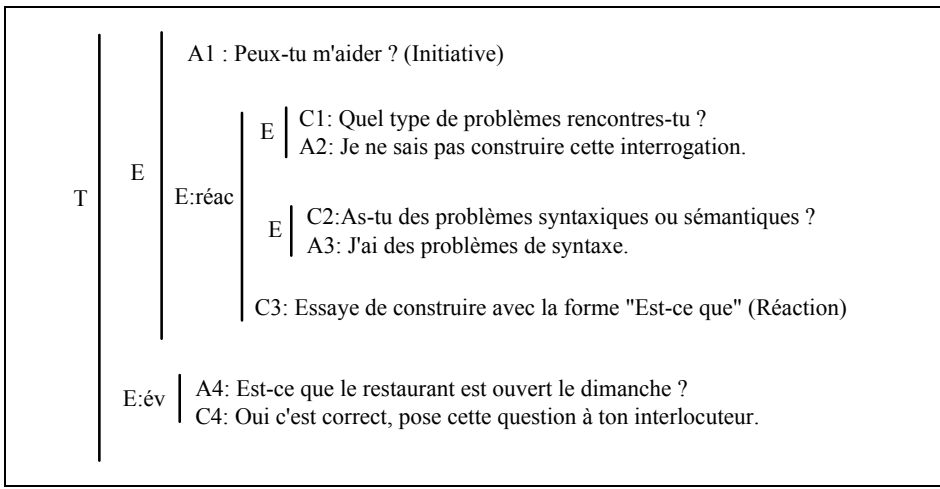 A1 : Peux-tu m'aider ? (Initiative)
E
C1: Quel type de problèmes rencontres-tu ?
A2: Je ne sais pas construire cette interrogation.
T
E
E:réac
E
C2:As-tu des problèmes syntaxiques ou sémantiques ?
A3: J'ai des problèmes de syntaxe.
C3: Essaye de construire avec la forme "Est-ce que" (Réaction)
E:év
A4: Est-ce que le restaurant est ouvert le dimanche ?
C4: Oui c'est correct, pose cette question à ton interlocuteur.